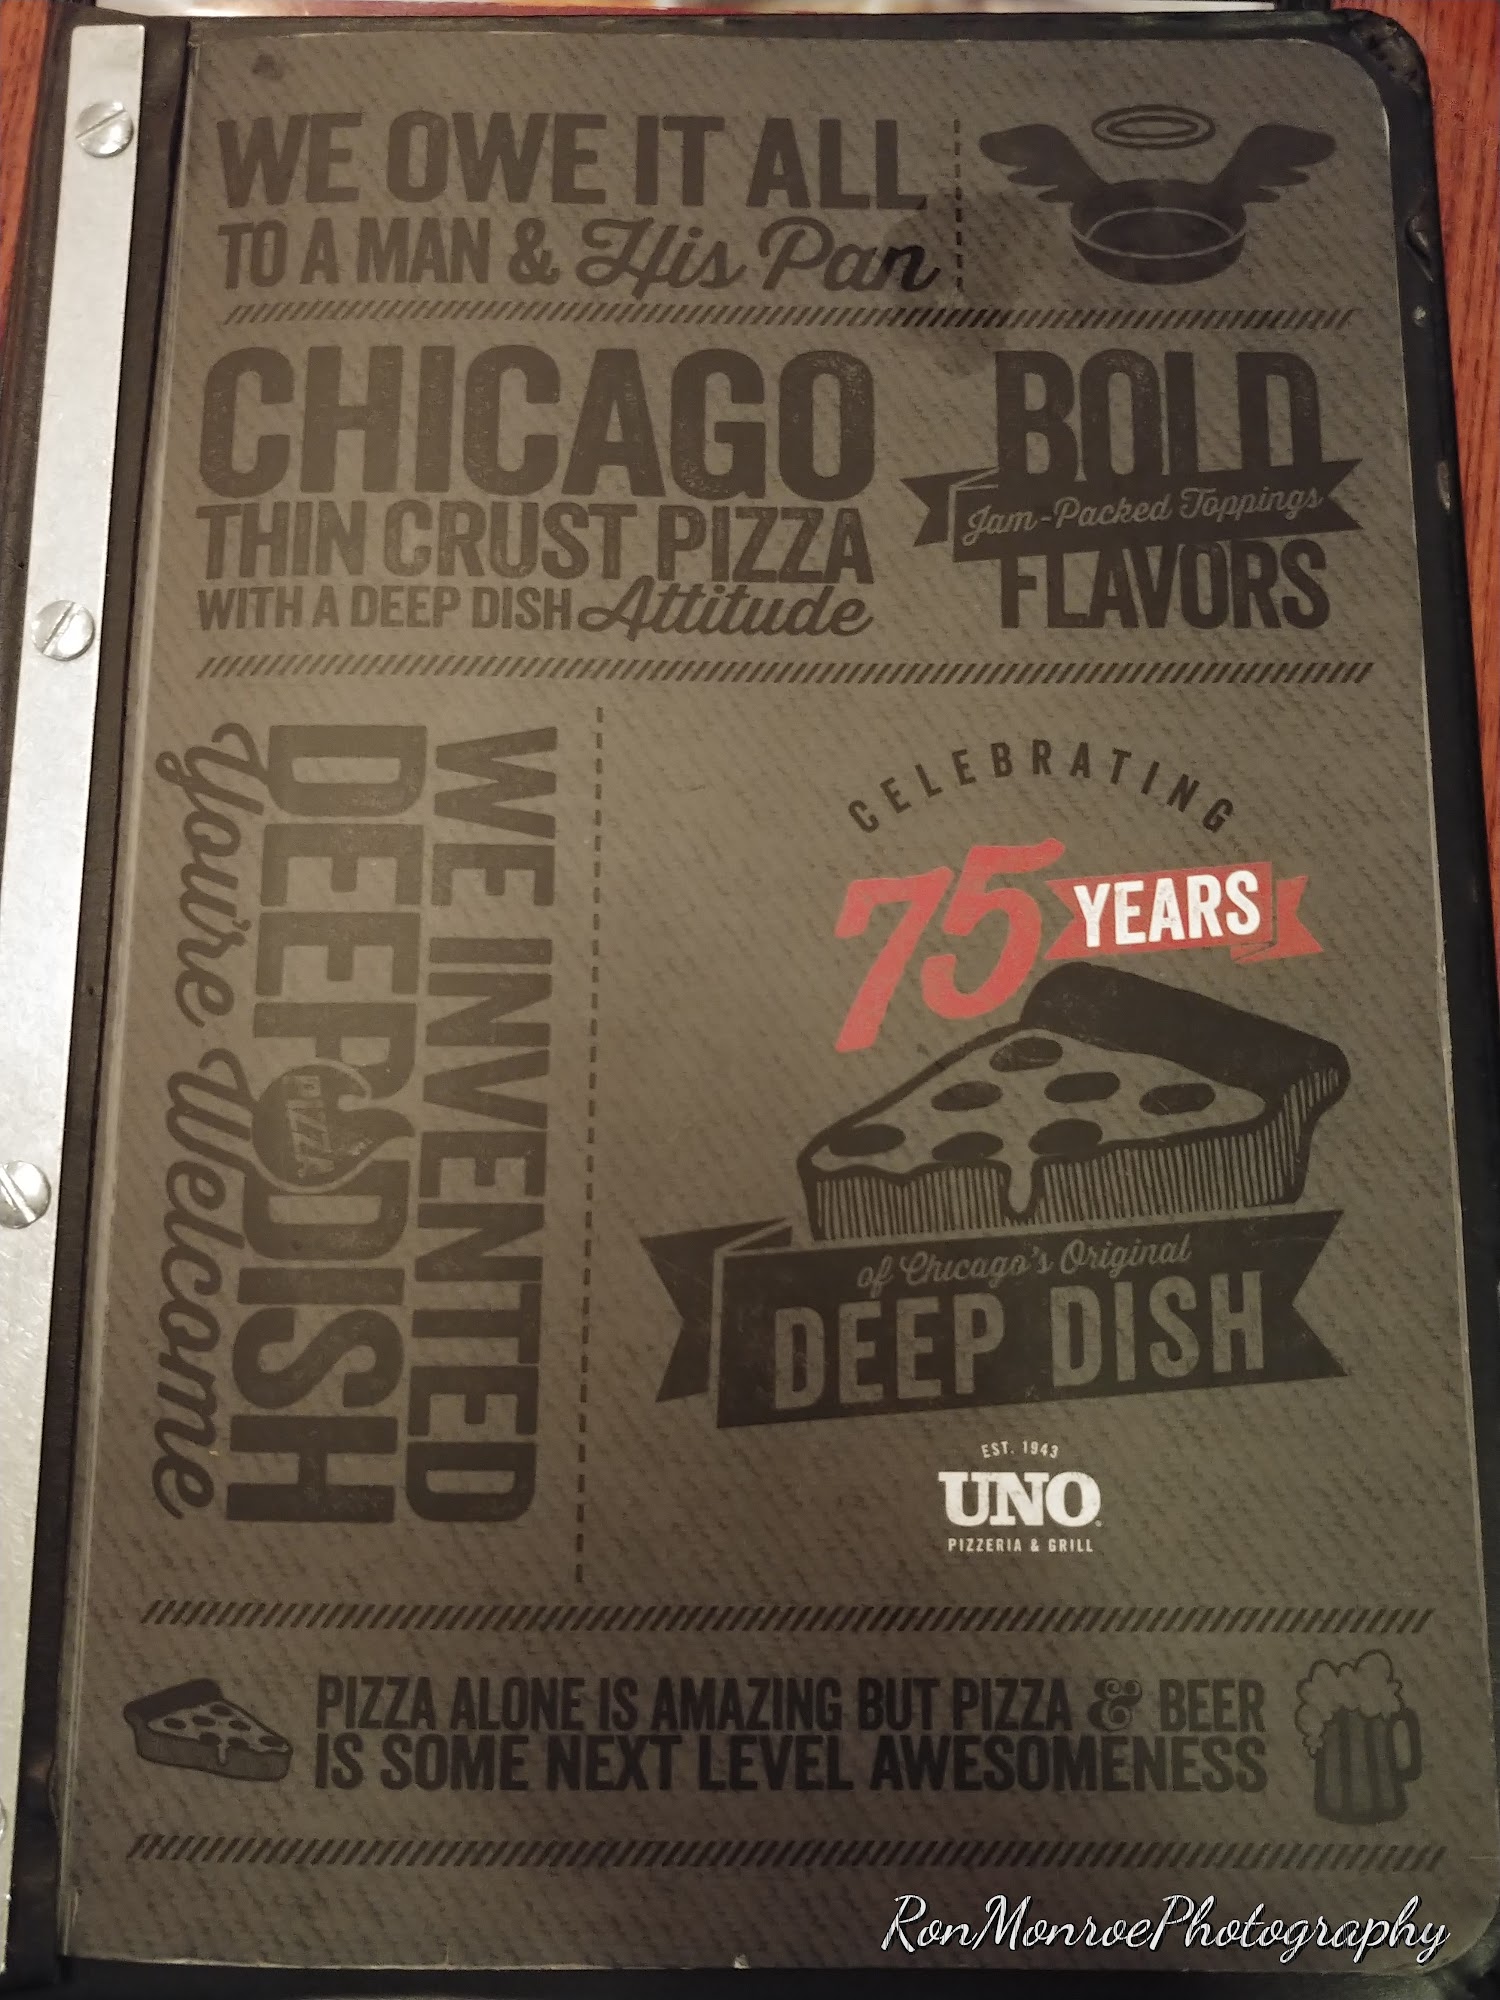 WE OWE IT ALL
TO A MAN & His Pan
CHICAGO
THIN CRUST PIZZA
WITH A DEEP DISH Attitude
BOLD
Jam-Packed Toppings
FLAVORS
WE INVENTED
DEEP DISH
PIZZA
You're Welcome
CELEBRATING
75 YEARS
of Chicago's Original
DEEP DISH
EST. 1943
UNO
PIZZERIA & GRILL
PIZZA ALONE IS AMAZING BUT PIZZA & BEER
IS SOME NEXT LEVEL AWESOMENESS
RonMonroePhotography